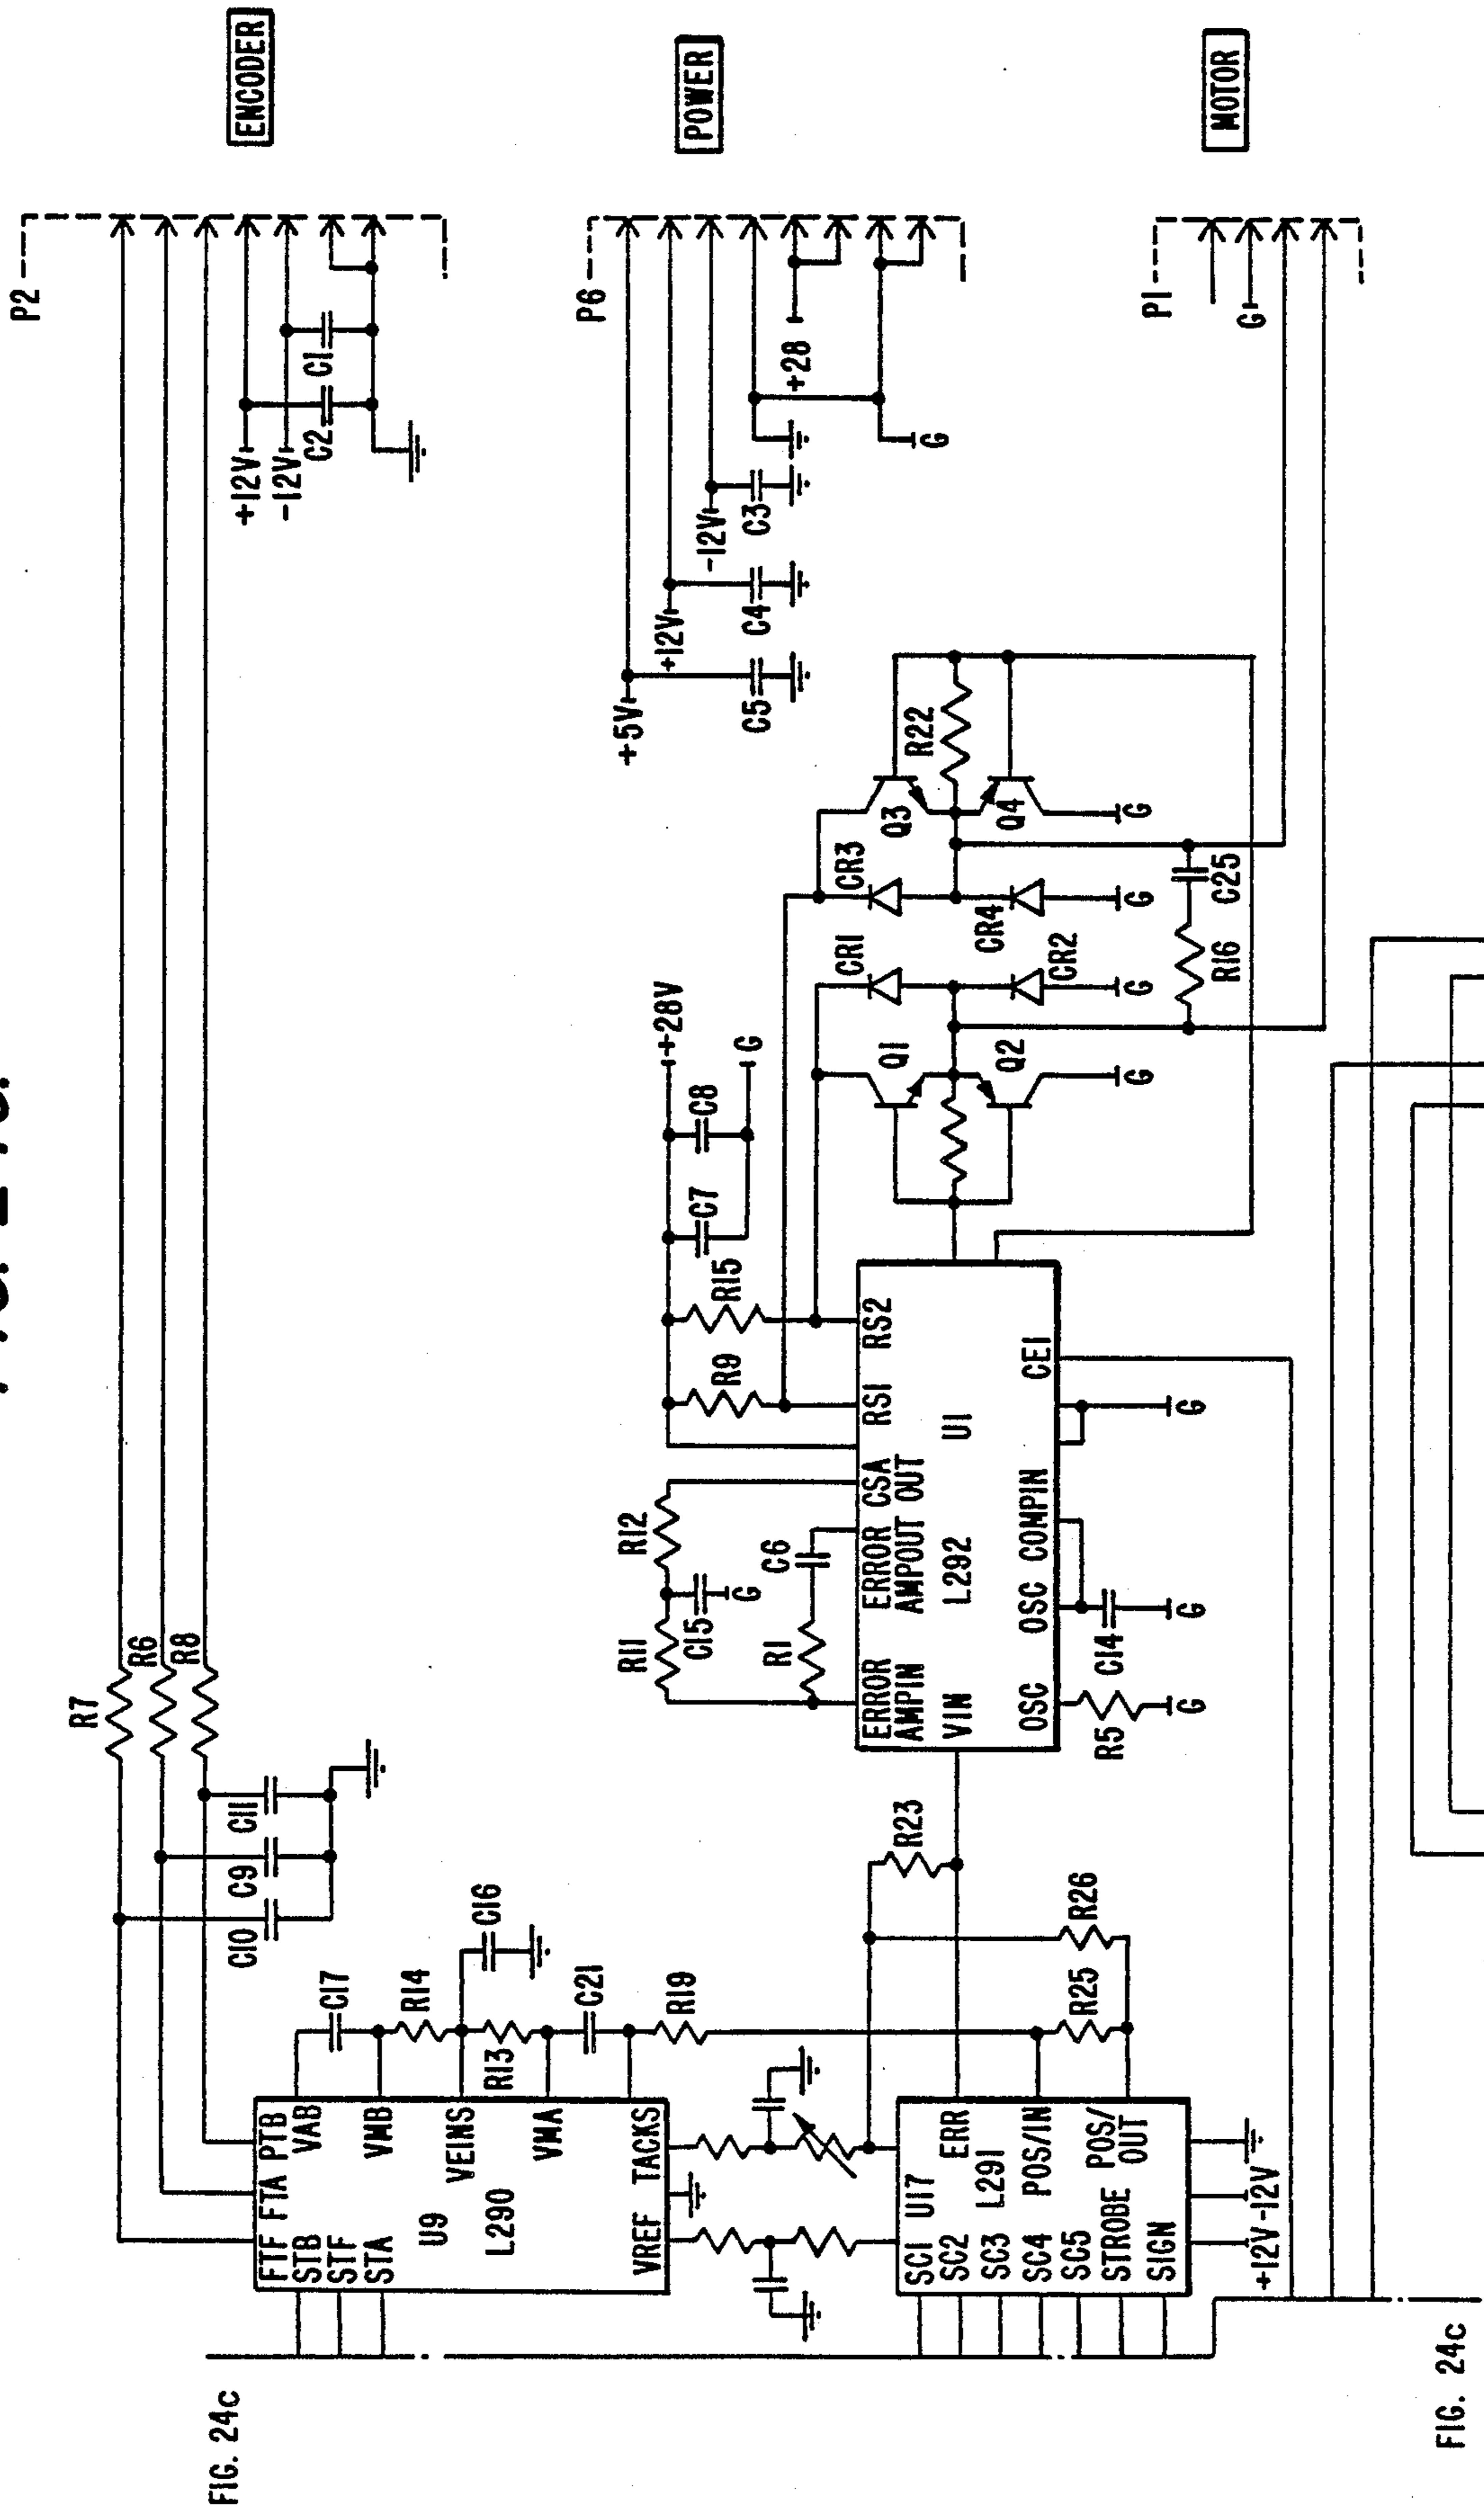 P2
ENCODER
R7
R6
R8
+12V
-12V
C2
C1
C10
C9
C11
P6
POWER
+5V
+12V
-12V
C5
C4
C3
+28
G
FTF FTA PTB
STB
STF
STA
VAB
VMB
VEINS
VMA
U9
L290
VREF TACKS
C17
R14
C16
R13
C21
R19
R11
R12
C15
G
R1
C6
R9
R15
C7
C8
+28V
G
ERROR
AMPIN
ERROR
AMPOUT
CSA
OUT
RS1
RS2
VIN
L292
U1
OSC
OSC
COMPIN
CE1
R5
G
C14
G
G
Q1
Q2
G
CR1
CR2
G
CR3
CR4
G
Q3
Q4
G
R22
R16
C25
P1
G
MOTOR
R23
R25
R26
SC1
SC2
SC3
SC4
SC5
STROBE
SIGN
U17
L291
ERR
POS/IN
POS/
OUT
+12V -12V
FIG. 24c
FIG. 24c